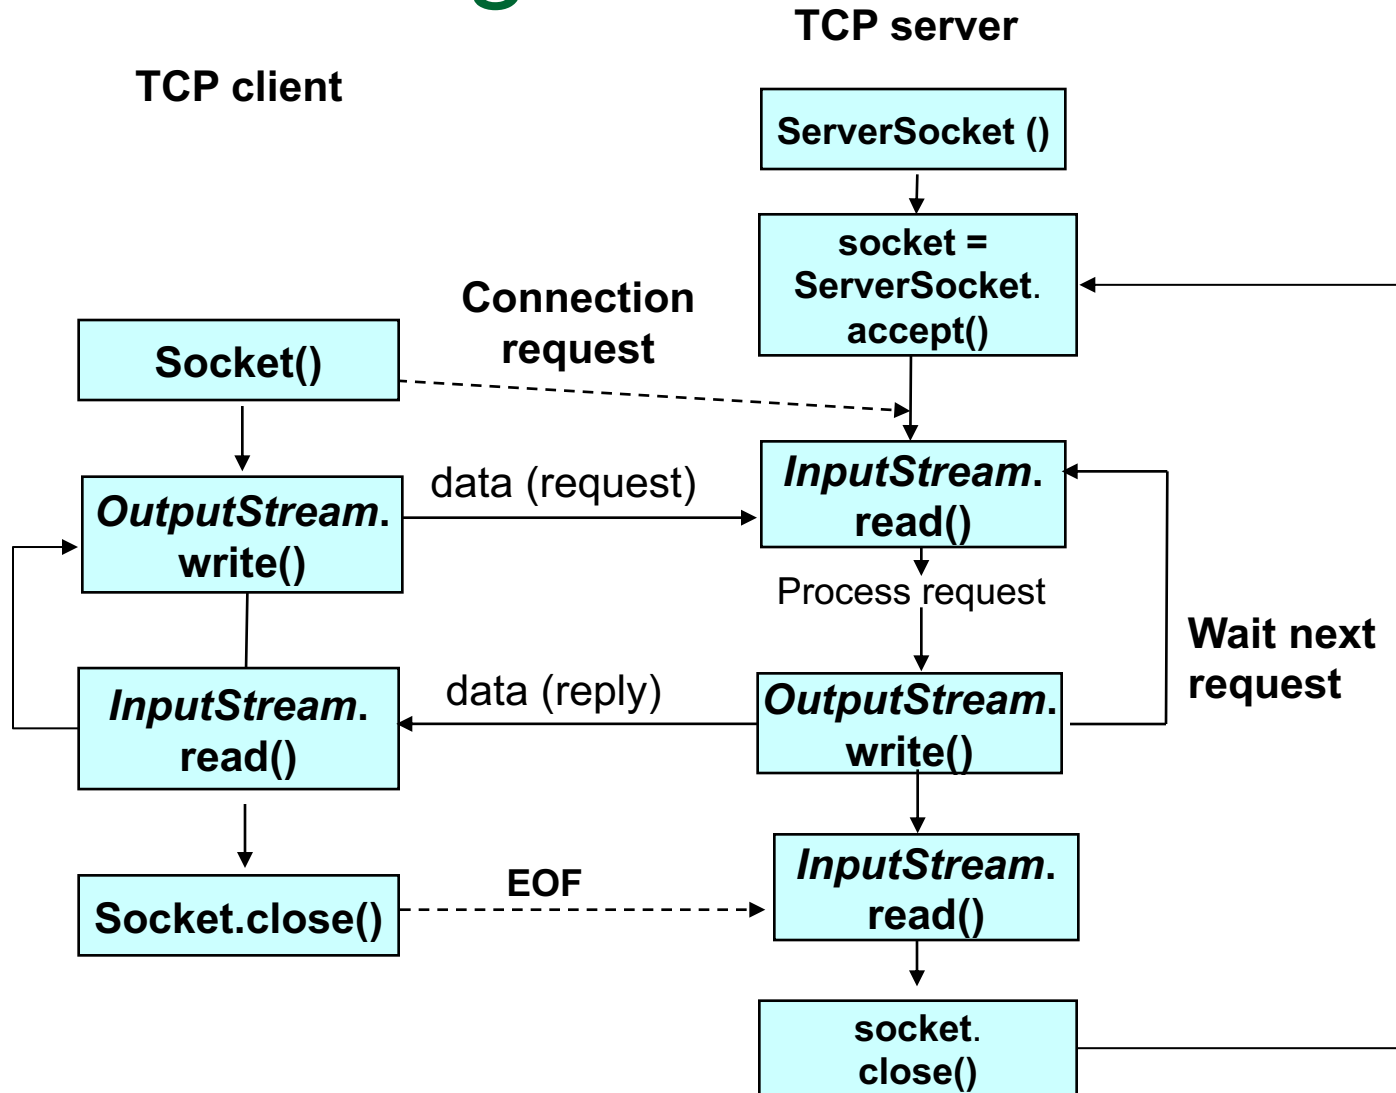 TCP server
TCP client
ServerSocket ()
socket =
ServerSocket.
accept()
Connection
request
Socket()
OutputStream.
write()
data (request)
InputStream.
read()
Process request
Wait next
request
InputStream.
read()
data (reply)
OutputStream.
write()
InputStream.
read()
EOF
Socket.close()
socket.
close()